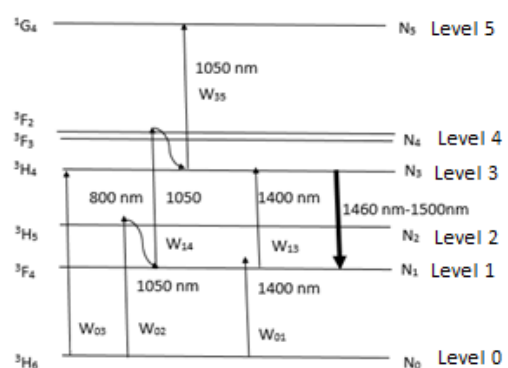 ¹G₄ N₅ Level 5
1050 nm
W₃₅
³F₂
³F₃ N₄ Level 4
³H₄ N₃ Level 3
800 nm 1050 1400 nm 1460 nm-1500nm
³H₅ N₂ Level 2
W₁₄ W₁₃
³F₄ N₁ Level 1
1050 nm 1400 nm
W₀₃ W₀₂ W₀₁
³H₆ N₀ Level 0